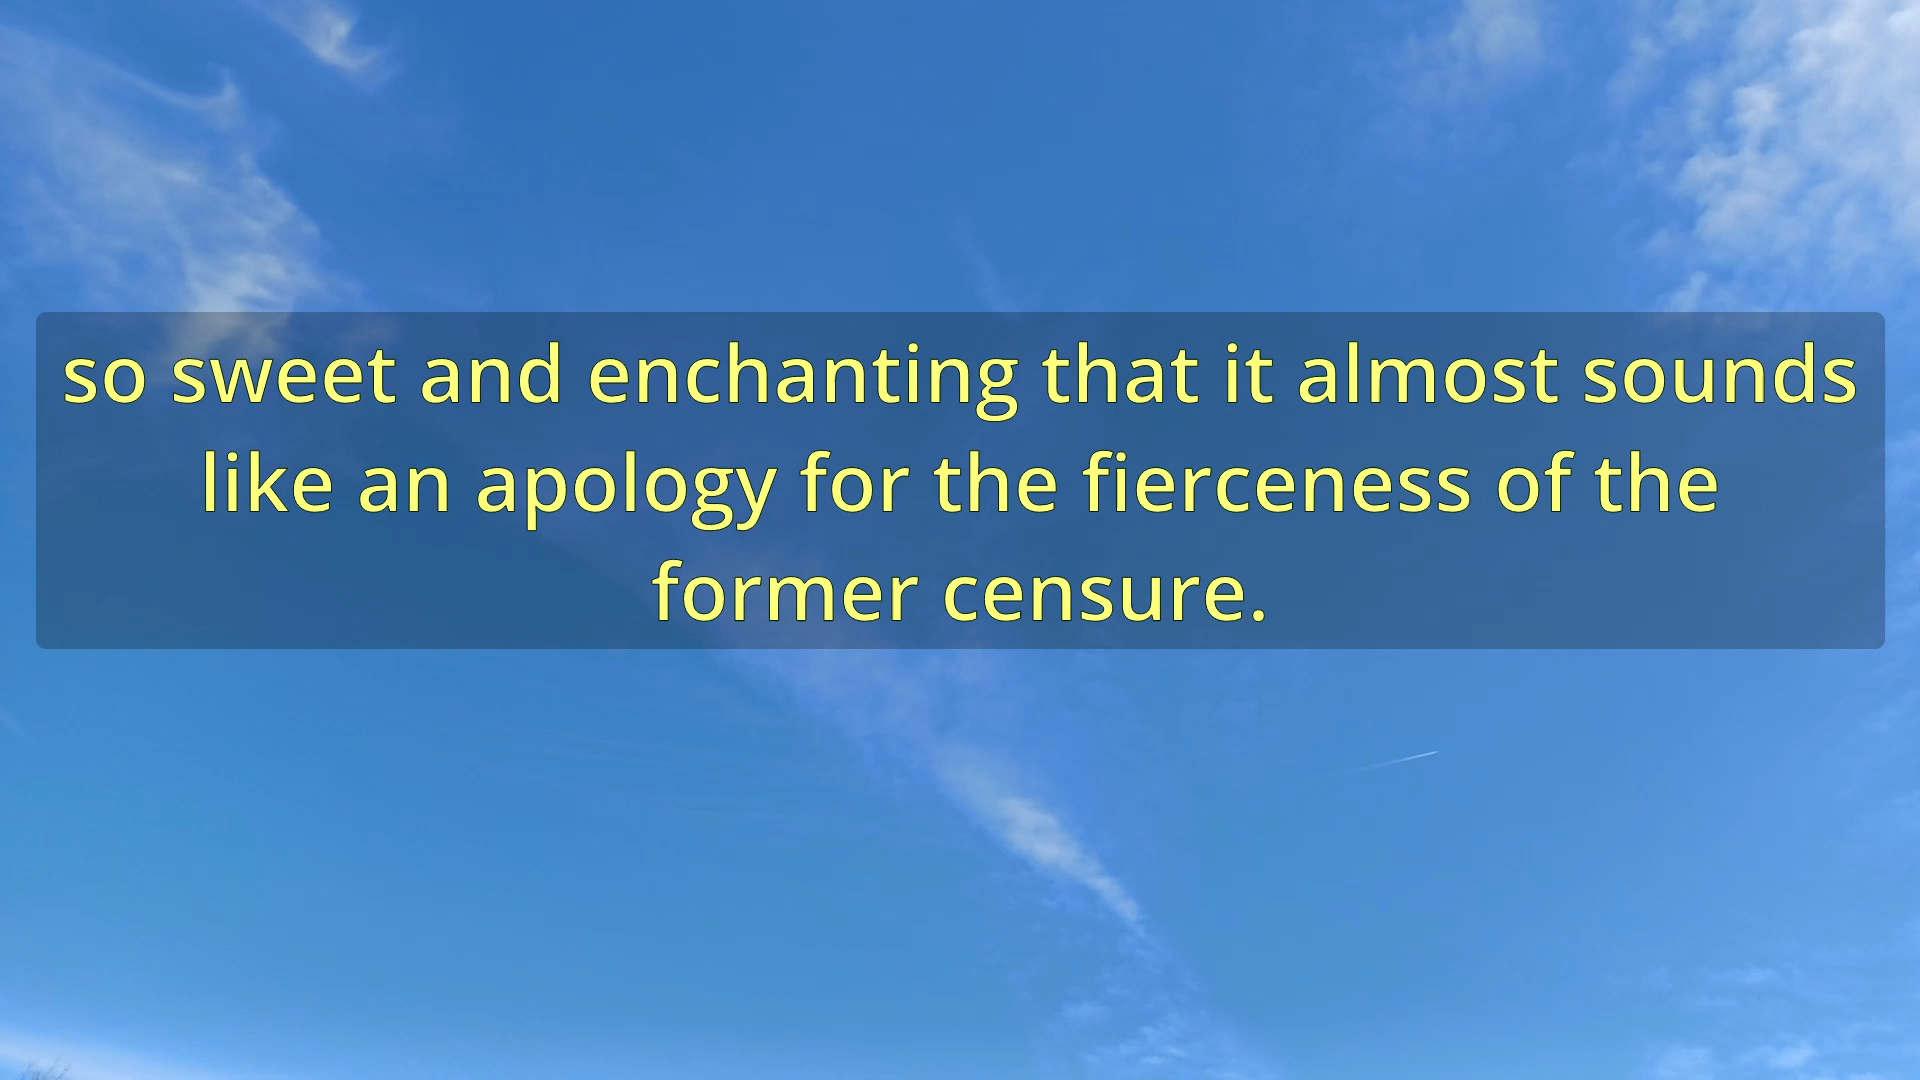 so sweet and enchanting that it almost sounds
like an apology for the fierceness of the
former censure.